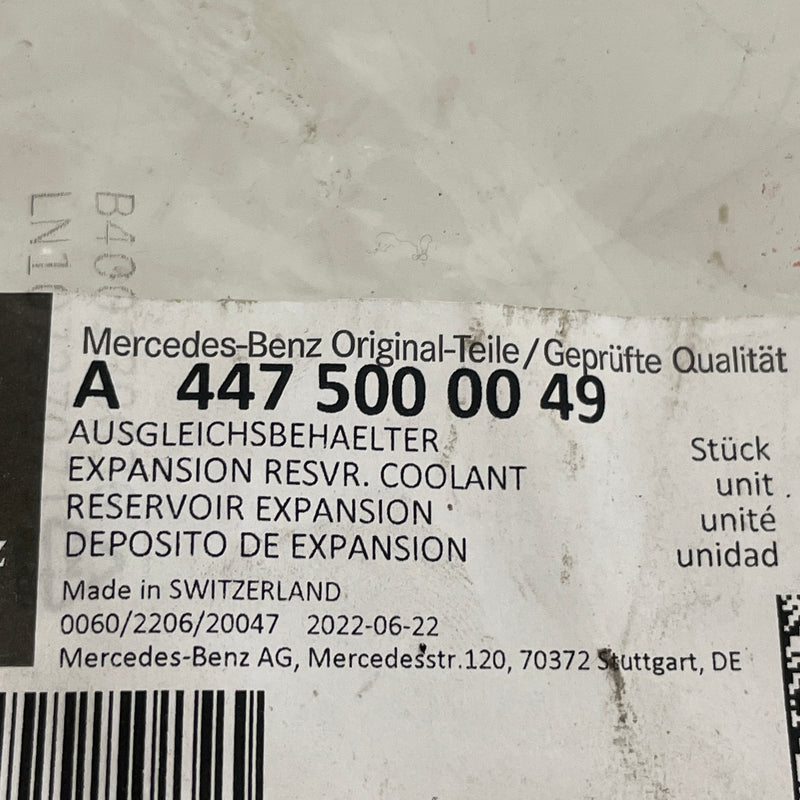 B4G0
LN10
Mercedes-Benz Original-Teile/Geprüfte Qualität
A 447 500 00 49
AUSGLEICHSBEHAELTER
EXPANSION RESVR. COOLANT
RESERVOIR EXPANSION
DEPOSITO DE EXPANSION
Stück
unit
unité
unidad
Made in SWITZERLAND
0060/2206/20047 2022-06-22
Mercedes-Benz AG, Mercedesstr.120, 70372 Stuttgart, DE